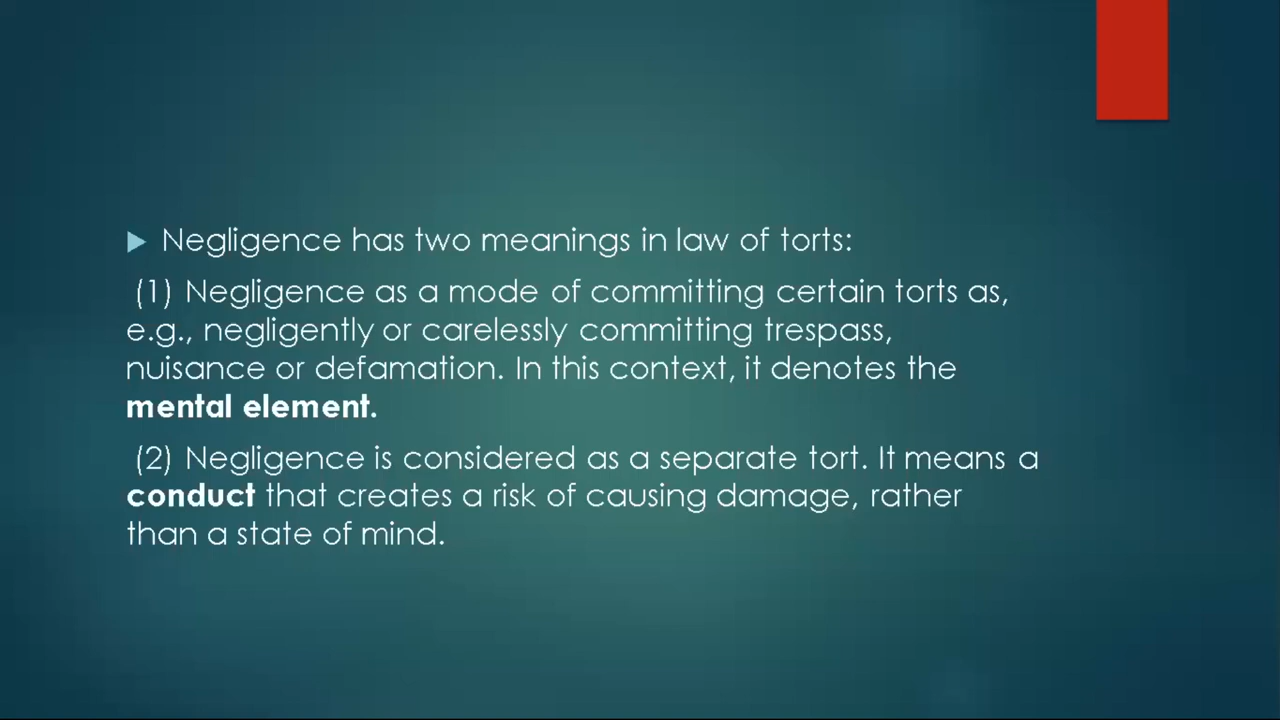 Negligence has two meanings in law of torts:
(1) Negligence as a mode of committing certain torts as,
e.g., negligently or carelessly committing trespass,
nuisance or defamation. In this context, it denotes the
mental element.
(2) Negligence is considered as a separate tort. It means a
conduct that creates a risk of causing damage, rather
than a state of mind.